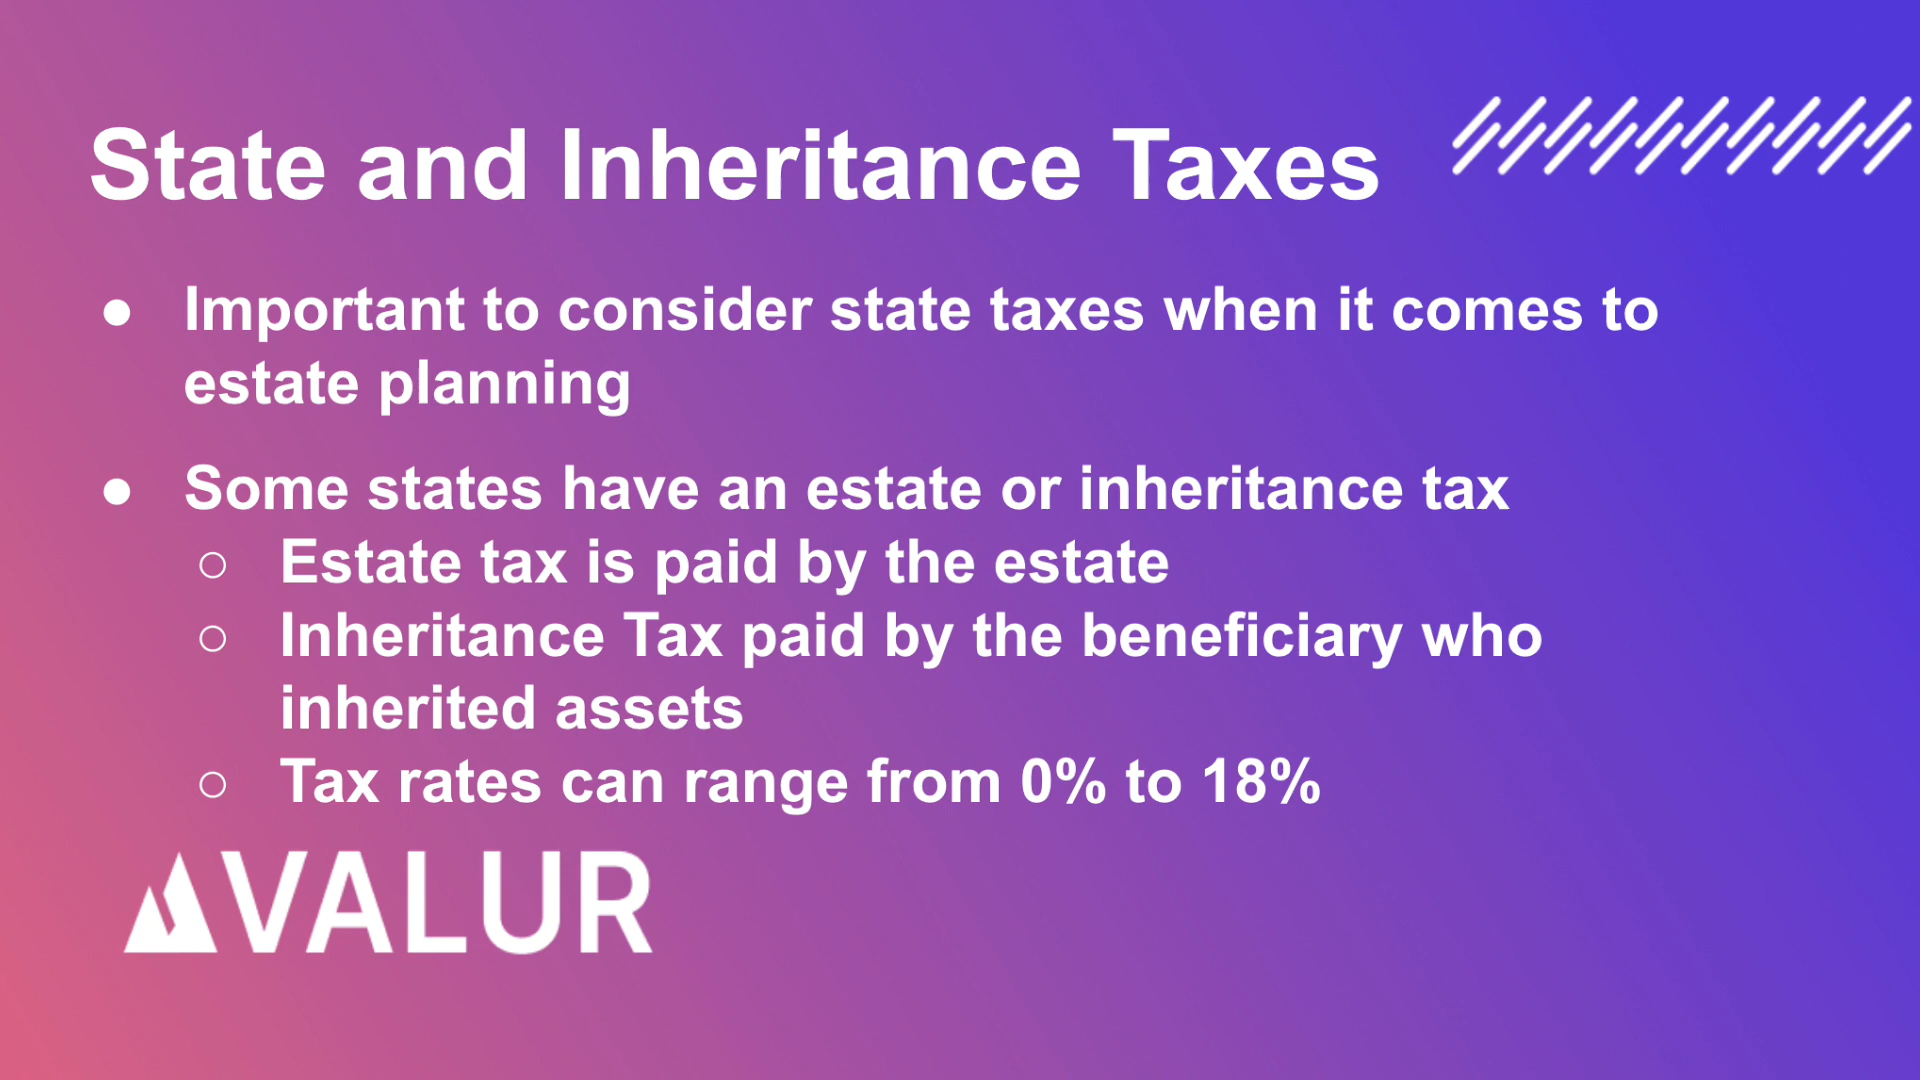 State and Inheritance Taxes
● Important to consider state taxes when it comes to
estate planning
● Some states have an estate or inheritance tax
○ Estate tax is paid by the estate
○ Inheritance Tax paid by the beneficiary who
inherited assets
○ Tax rates can range from 0% to 18%
VALUR